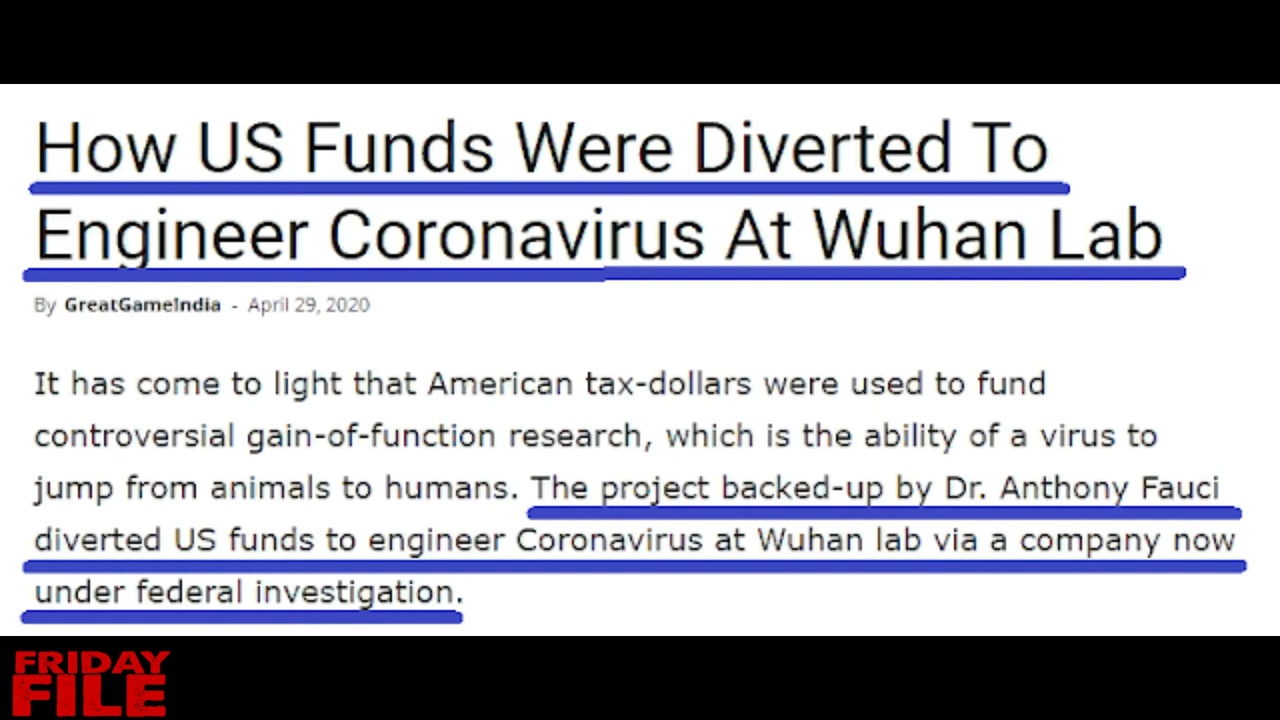 How US Funds Were Diverted To
Engineer Coronavirus At Wuhan Lab
By GreatGameIndia - April 29, 2020
It has come to light that American tax-dollars were used to fund
controversial gain-of-function research, which is the ability of a virus to
jump from animals to humans. The project backed-up by Dr. Anthony Fauci
diverted US funds to engineer Coronavirus at Wuhan lab via a company now
under federal investigation.
FRIDAY
FILE